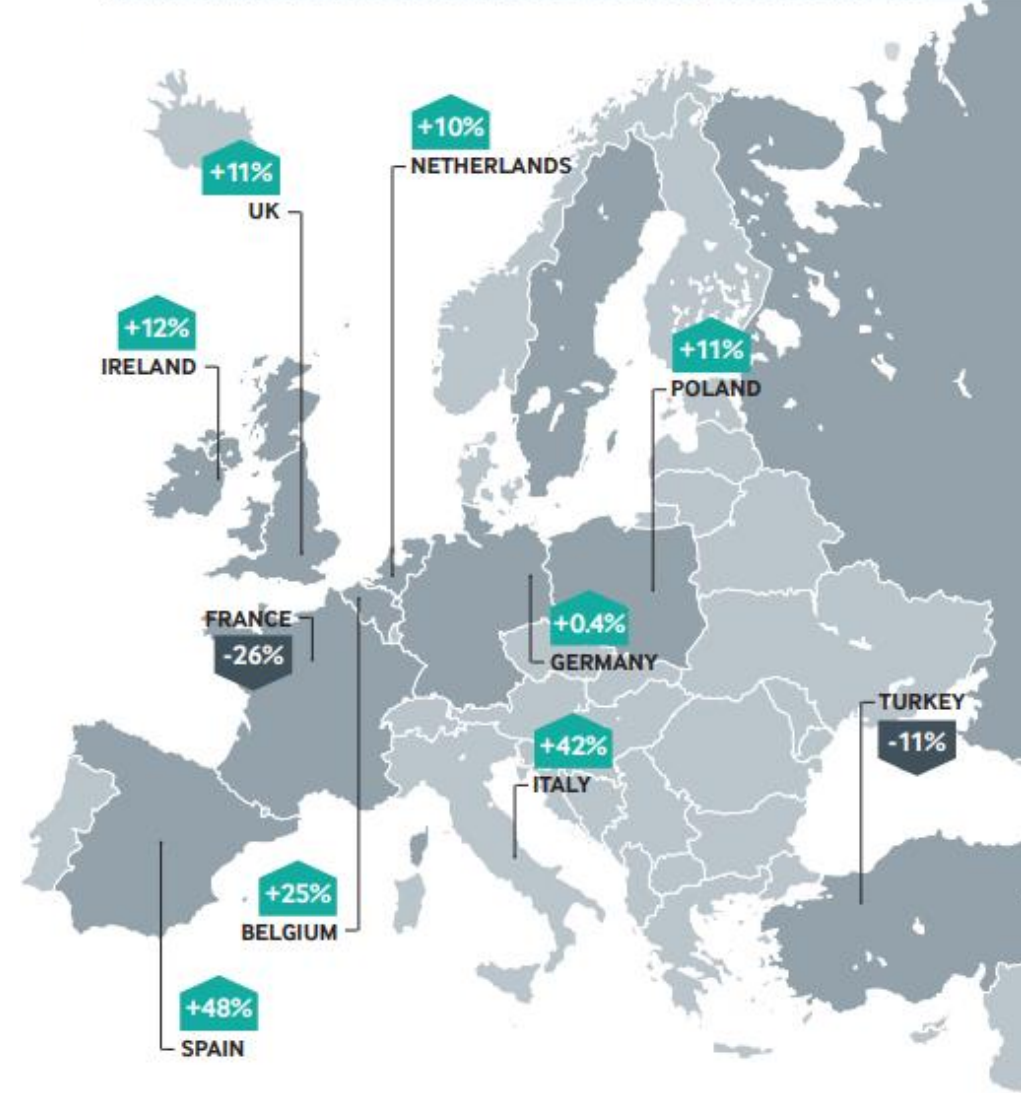 +10%
NETHERLANDS
+11%
UK
+12%
IRELAND
+11%
POLAND
FRANCE
-26%
+0.4%
GERMANY
TURKEY
-11%
+42%
ITALY
+25%
BELGIUM
+48%
SPAIN